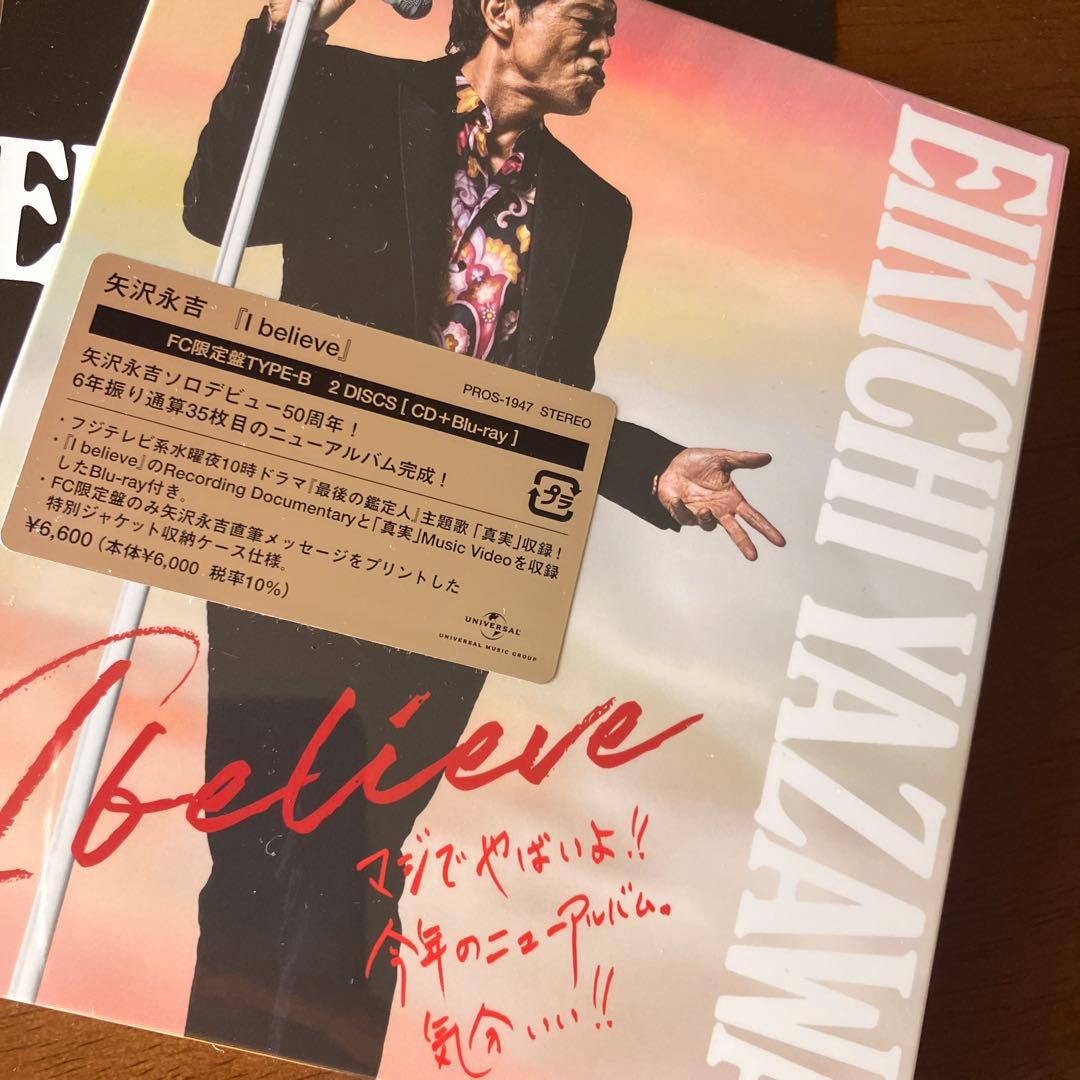 EIKICHI YAZAWA
矢沢永吉 『I believe』
FC限定盤TYPE-B 2 DISCS [ CD+Blu-ray ]
PROS-1947 STEREO
矢沢永吉ソロデビュー50周年！
6年振り通算35枚目のニューアルバム完成！
・フジテレビ系水曜夜10時ドラマ『最後の鑑定人』主題歌「真実」収録！
・『I believe』のRecording Documentaryと「真実」Music Videoを収録
したBlu-ray付き。
・FC限定盤のみ矢沢永吉直筆メッセージをプリントした
特別ジャケット収納ケース仕様。
¥6,600（本体¥6,000 税率10%）
プラ
UNIVERSAL
UNIVERSAL MUSIC GROUP
I believe
マジでやばいよ!!
今年のニューアルバム。
気分いい!!